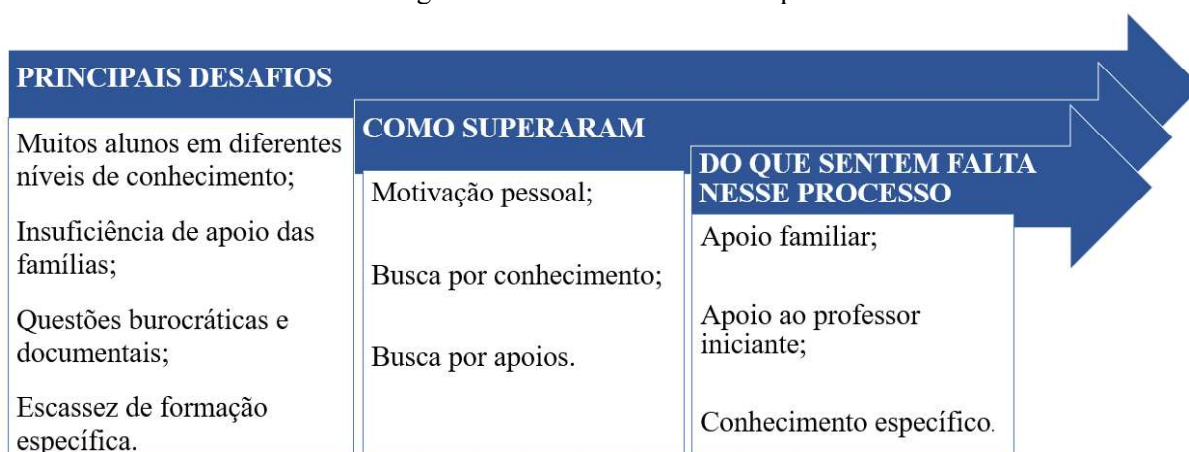 PRINCIPAIS DESAFIOS
Muitos alunos em diferentes
níveis de conhecimento;
Insuficiência de apoio das
famílias;
Questões burocráticas e
documentais;
Escassez de formação
específica.
COMO SUPERARAM
Motivação pessoal;
Busca por conhecimento;
Busca por apoios.
DO QUE SENTEM FALTA
NESSE PROCESSO
Apoio familiar;
Apoio ao professor
iniciante;
Conhecimento específico.